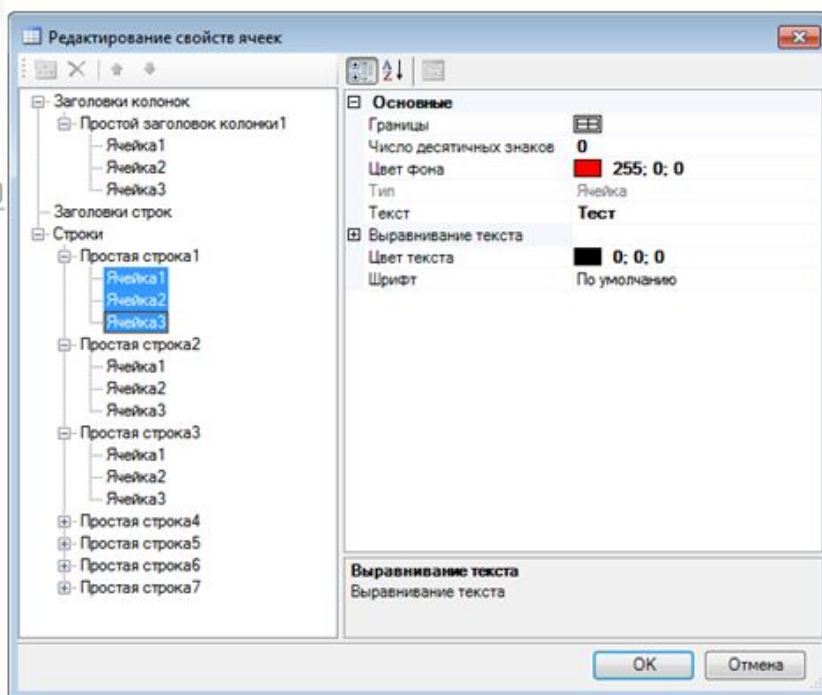 Редактирование свойств ячеек
Заголовки колонок
Простой заголовок колонки1
Ячейка1
Ячейка2
Ячейка3
Заголовки строк
Строки
Простая строка1
Ячейка1
Ячейка2
Ячейка3
Простая строка2
Ячейка1
Ячейка2
Ячейка3
Простая строка3
Ячейка1
Ячейка2
Ячейка3
Простая строка4
Простая строка5
Простая строка6
Простая строка7
Основные
Границы
Число десятичных знаков 0
Цвет фона 255; 0; 0
Тип Ячейка
Текст Тест
Выравнивание текста
Цвет текста 0; 0; 0
Шрифт По умолчанию
Выравнивание текста
Выравнивание текста
OK Отмена